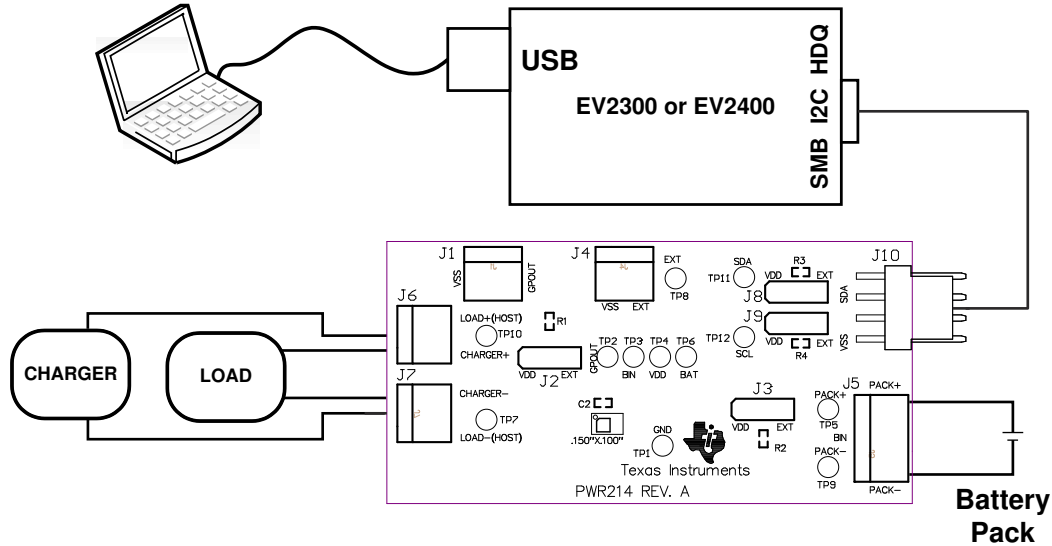 USB
EV2300 or EV2400
SMB I2C HDQ
J1
VSS
GPOUT
J4
VSS EXT
EXT
TP8
SDA
TP11
VDD
R3
EXT
J8
SDA
J10
J9
VDD
R4
EXT
TP12
SCL
VSS
J6
LOAD+(HOST)
TP10
CHARGER+
R1
VDD
EXT
J2
GPOUT
TP2
TP3
BIN
TP4
VDD
TP6
BAT
CHARGER
LOAD
J7
CHARGER-
TP7
LOAD-(HOST)
C2
.150"X.100"
GND
TP1
J3
VDD
EXT
R2
PACK+
TP5
BIN
PACK-
TP9
J5
PACK+
PACK-
Texas Instruments
PWR214 REV. A
Battery
Pack